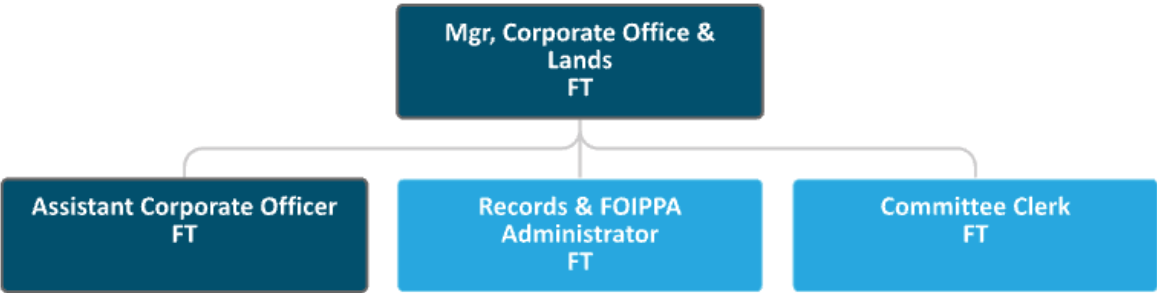 Mgr, Corporate Office &
Lands
FT
Assistant Corporate Officer
FT
Records & FOIPPA
Administrator
FT
Committee Clerk
FT